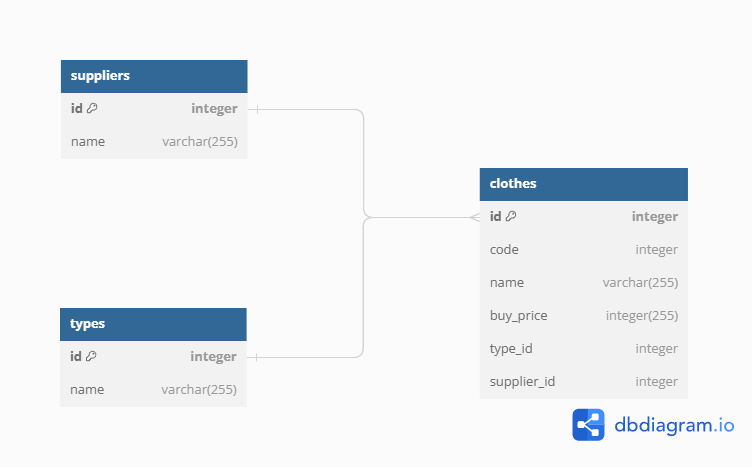 suppliers
id integer
name varchar(255)
types
id integer
name varchar(255)
clothes
id integer
code integer
name varchar(255)
buy_price integer(255)
type_id integer
supplier_id integer
dbdiagram.io